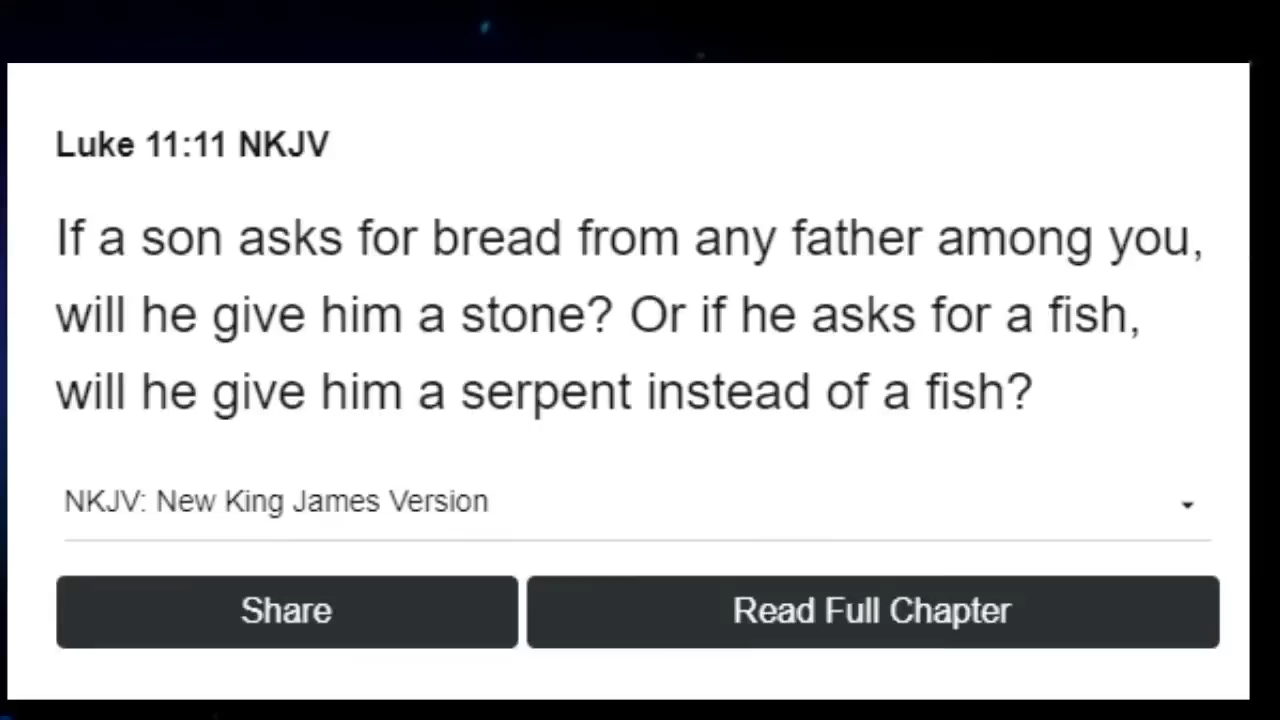 Luke 11:11 NKJV
If a son asks for bread from any father among you,
will he give him a stone? Or if he asks for a fish,
will he give him a serpent instead of a fish?
NKJV: New King James Version
Share
Read Full Chapter